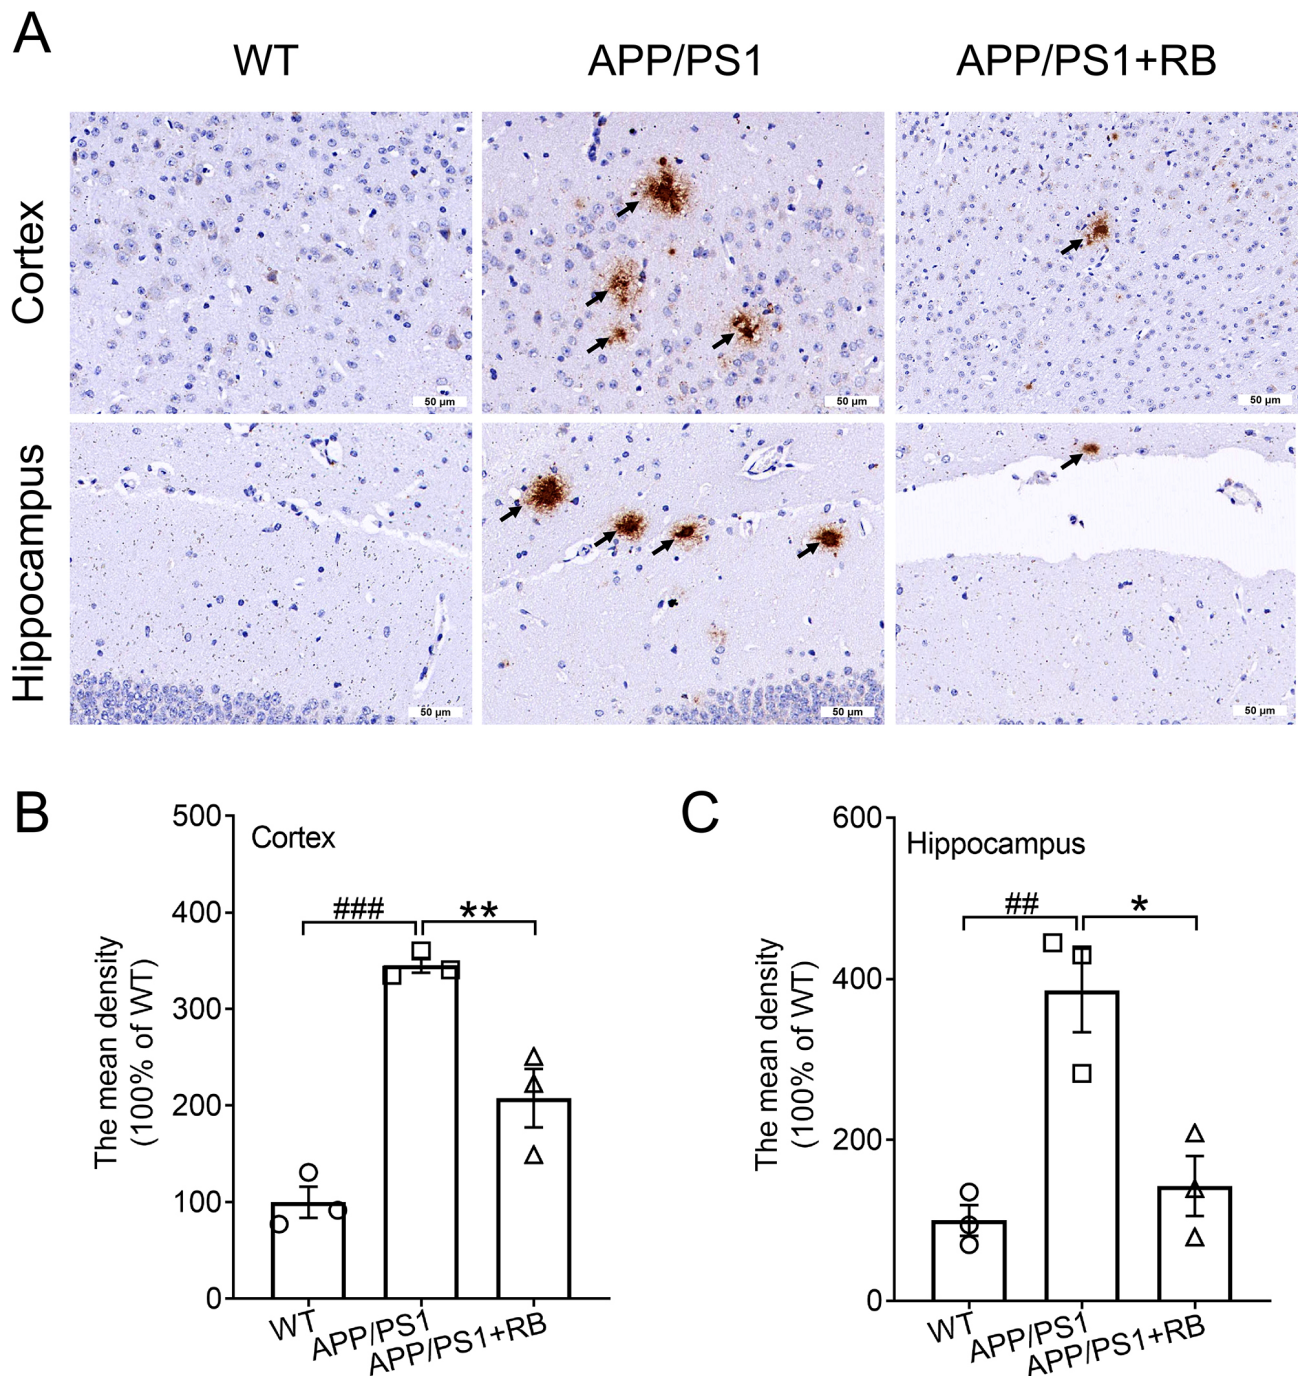 A
WT
APP/PS1
APP/PS1+RB
Cortex
50 µm
50 µm
50 µm
Hippocampus
50 µm
50 µm
50 µm
B
The mean density
(100% of WT)
500
400
300
200
100
0
Cortex
###
**
WT
APP/PS1
APP/PS1+RB
C
The mean density
(100% of WT)
600
400
200
0
Hippocampus
##
*
WT
APP/PS1
APP/PS1+RB